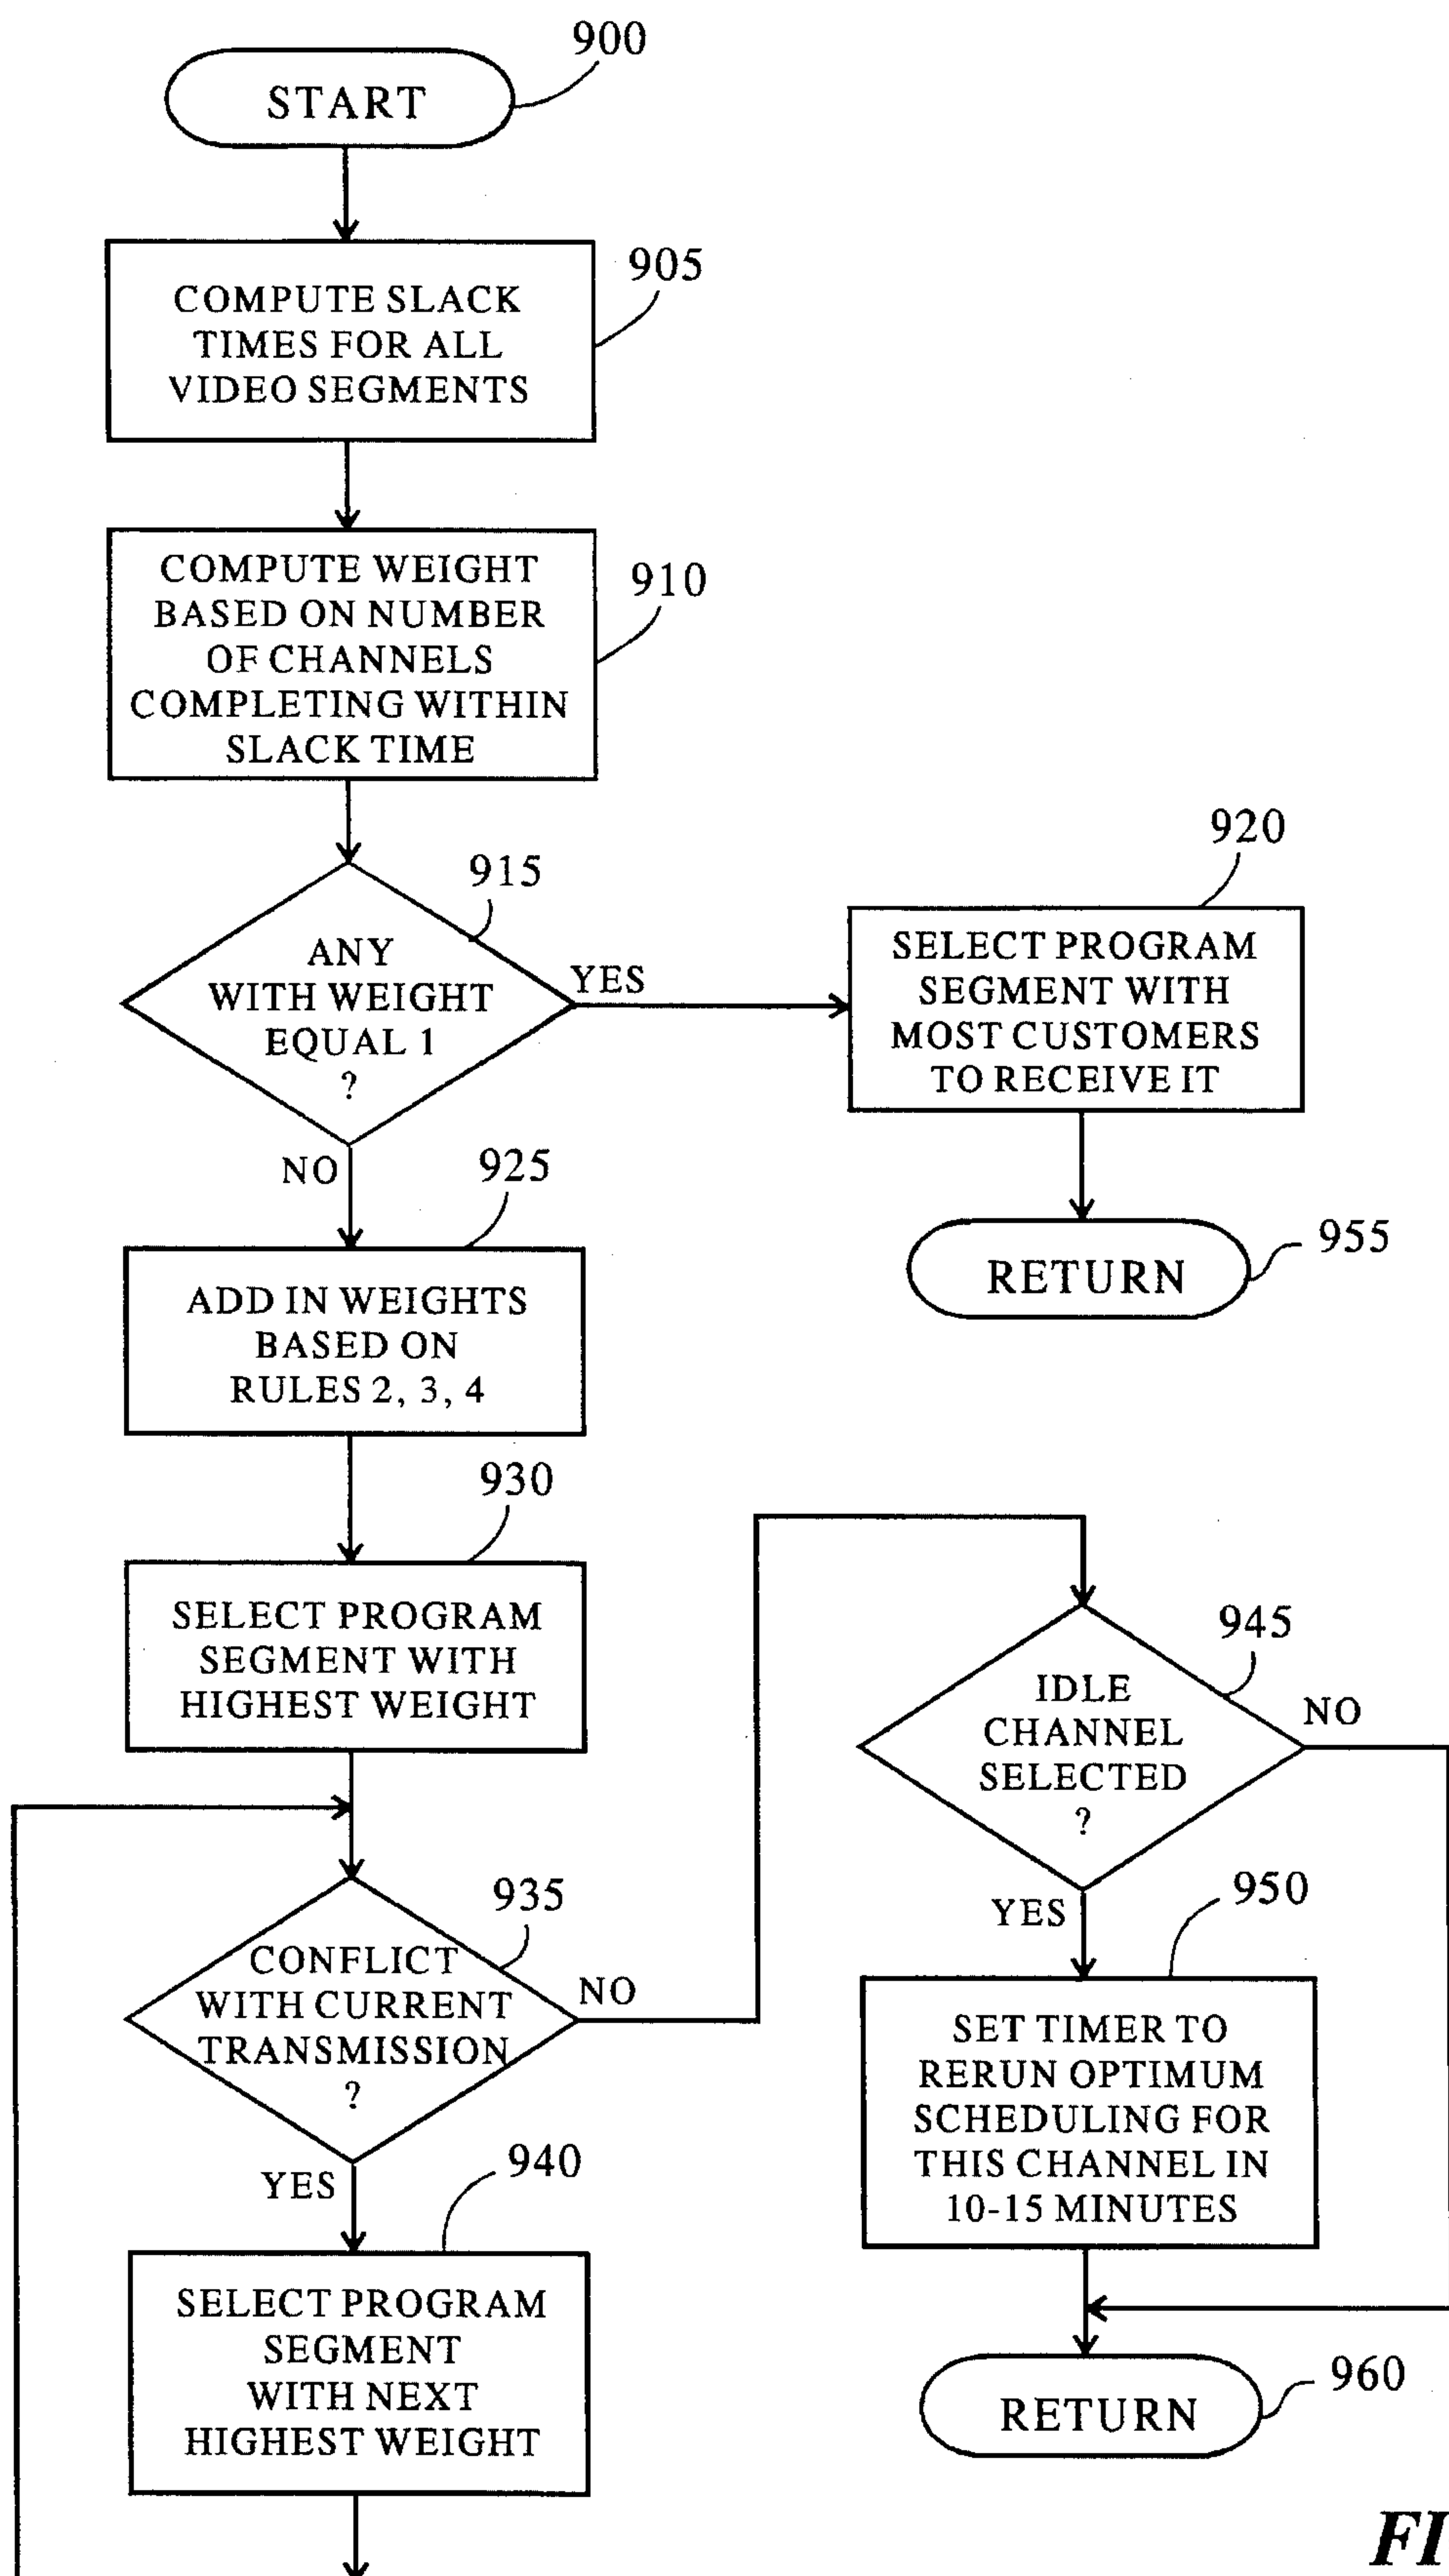 900
START
905
COMPUTE SLACK
TIMES FOR ALL
VIDEO SEGMENTS
910
COMPUTE WEIGHT
BASED ON NUMBER
OF CHANNELS
COMPLETING WITHIN
SLACK TIME
915
ANY
WITH WEIGHT
EQUAL 1
?
YES
920
SELECT PROGRAM
SEGMENT WITH
MOST CUSTOMERS
TO RECEIVE IT
RETURN
955
NO
925
ADD IN WEIGHTS
BASED ON
RULES 2, 3, 4
930
SELECT PROGRAM
SEGMENT WITH
HIGHEST WEIGHT
935
CONFLICT
WITH CURRENT
TRANSMISSION
?
NO
YES
940
SELECT PROGRAM
SEGMENT
WITH NEXT
HIGHEST WEIGHT
945
IDLE
CHANNEL
SELECTED
?
NO
YES
950
SET TIMER TO
RERUN OPTIMUM
SCHEDULING FOR
THIS CHANNEL IN
10-15 MINUTES
RETURN
960